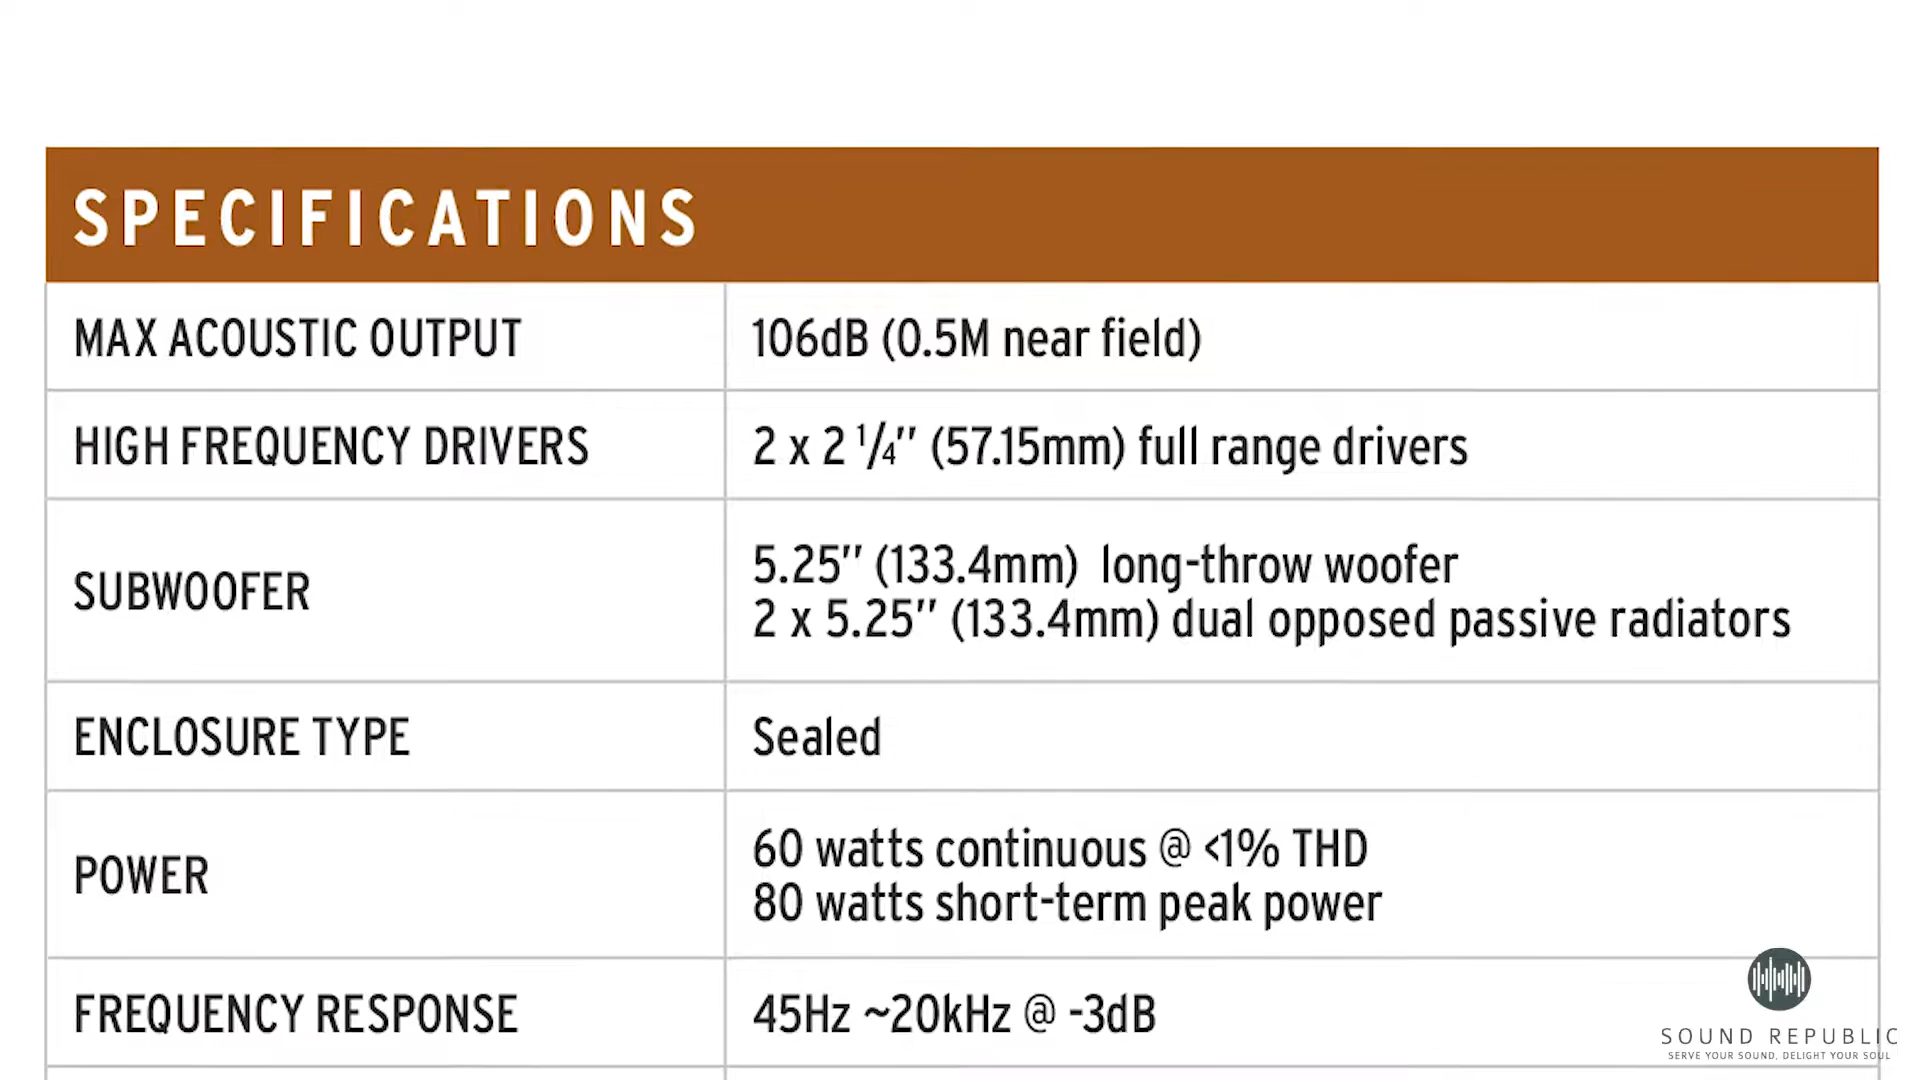 SPECIFICATIONS
MAX ACOUSTIC OUTPUT
106dB (0.5M near field)
HIGH FREQUENCY DRIVERS
2 x 2 1/4″ (57.15mm) full range drivers
SUBWOOFER
5.25″ (133.4mm) long-throw woofer
2 x 5.25″ (133.4mm) dual opposed passive radiators
ENCLOSURE TYPE
Sealed
POWER
60 watts continuous @ <1% THD
80 watts short-term peak power
FREQUENCY RESPONSE
45Hz ~20kHz @ -3dB
SOUND REPUBLIC
SERVE YOUR SOUND, DELIGHT YOUR SOUL